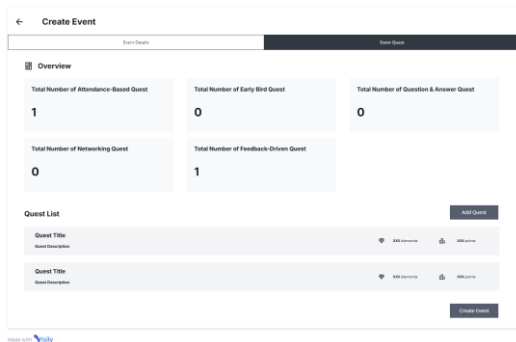 Create Event
Event Details
Event Quest
Overview
Total Number of Attendance-Based Quest
Total Number of Early Bird Quest
Total Number of Question & Answer Quest
1
0
0
Total Number of Networking Quest
Total Number of Feedback-Driven Quest
0
1
Quest List
Add Quest
Quest Title
Quest Description
XXX diamonds
XXX points
Quest Title
Quest Description
XXX diamonds
XXX points
Create Event
Made with Visily